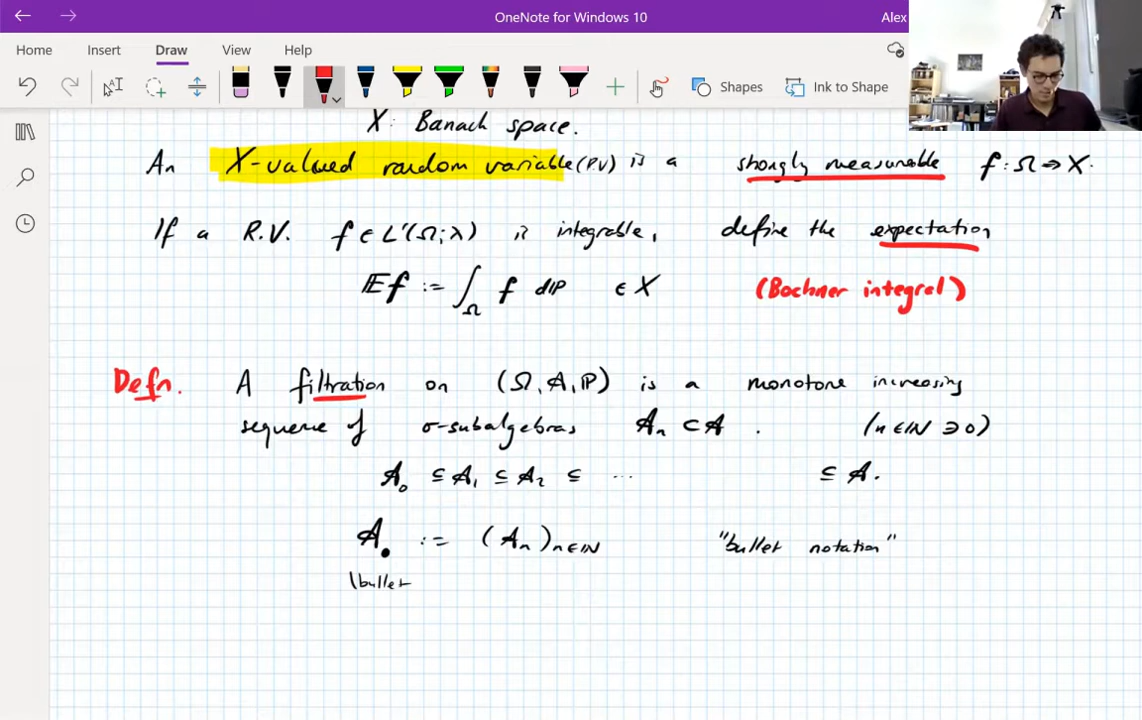 OneNote for Windows 10
Alex
Home Insert Draw View Help
Shapes Ink to Shape
X: Banach space.
An X-valued random variable (RV) is a strongly measurable f: Ω → X.
If a R.V. f ∈ L¹(Ω; X) is integrable, define the expectation
𝔼f := ∫_Ω f dℙ ∈ X (Bochner integral)
Defn. A filtration on (Ω, A, ℙ) is a monotone increasing
sequence of σ-subalgebras Aₙ ⊂ A. (n ∈ ℕ ∋ 0)
A₀ ⊆ A₁ ⊆ A₂ ⊆ ... ⊆ A.
A• := (Aₙ)n∈ℕ "bullet notation"
\bullet